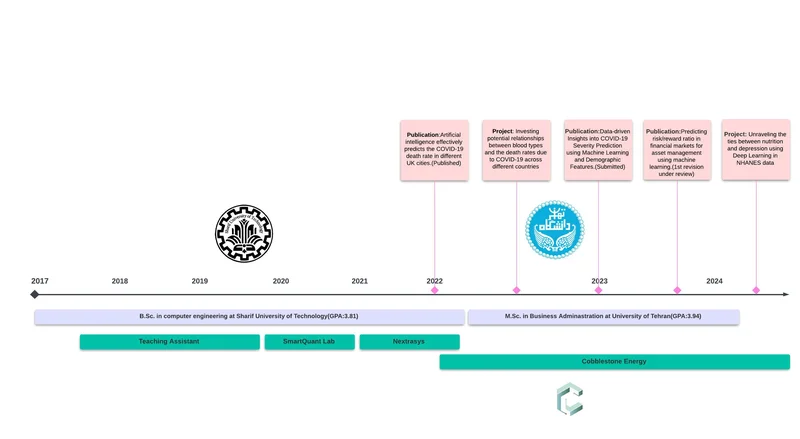 Publication:Artificial
intelligence effectively
predicts the COVID-19
death rate in different
UK cities.(Published)
Project: Investing
potential relationships
between blood types
and the death rates due
to COVID-19 across
different countries
Publication:Data-driven
Insights into COVID-19
Severity Prediction
using Machine Learning
and Demographic
Features.(Submitted)
Publication:Predicting
risk/reward ratio in
financial markets for
asset management
using machine
learning.(1st revision
under review)
Project: Unraveling the
ties between nutrition
and depression using
Deep Learning in
NHANES data
Sharif University of Technology
دانشگاه تهران
2017 2018 2019 2020 2021 2022 2023 2024
B.Sc. in computer engineering at Sharif University of Technology(GPA:3.81)
M.Sc. in Business Adminastration at University of Tehran(GPA:3.94)
Teaching Assistant
SmartQuant Lab
Nextrasys
Cobblestone Energy